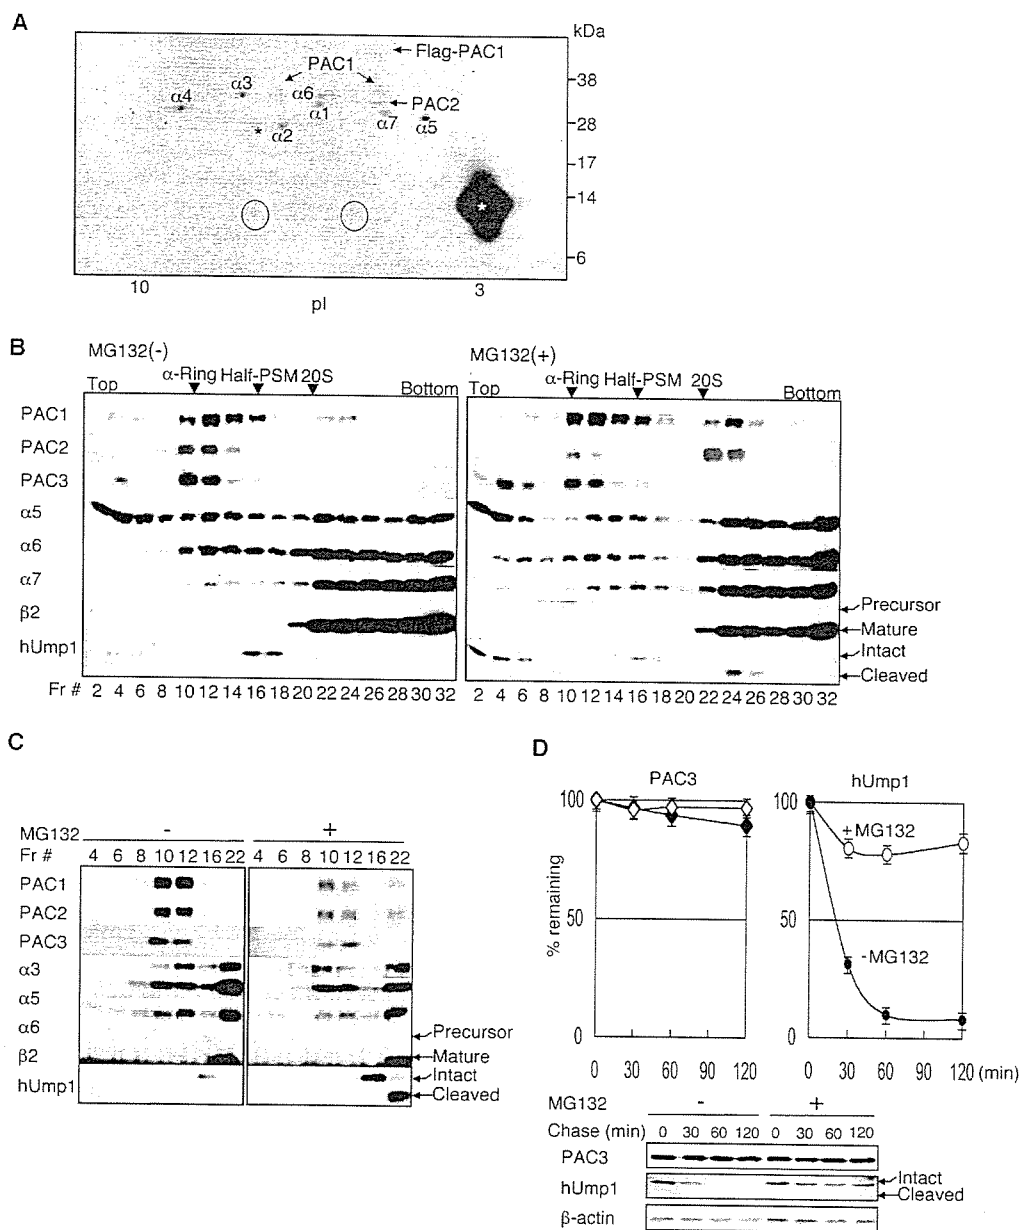 A
kDa
Flag-PAC1
PAC1
38
α4
α3
α6
α1
PAC2
α7
α5
28
*
α2
17
14
6
10
3
pI
B
MG132(-)
Top
α-Ring
Half-PSM
20S
Bottom
MG132(+)
Top
α-Ring
Half-PSM
20S
Bottom
PAC1
PAC2
PAC3
α5
α6
α7
β2
hUmp1
Precursor
Mature
Intact
Cleaved
Fr # 2 4 6 8 10 12 14 16 18 20 22 24 26 28 30 32
2 4 6 8 10 12 14 16 18 20 22 24 26 28 30 32
C
MG132 - +
Fr # 4 6 8 10 12 16 22 4 6 8 10 12 16 22
PAC1
PAC2
PAC3
α3
α5
α6
β2
hUmp1
Precursor
Mature
Intact
Cleaved
D
PAC3
hUmp1
% remaining
100
50
0
0 30 60 90 120
100
50
0
+MG132
-MG132
0 30 60 90 120 (min)
MG132 - +
Chase (min) 0 30 60 120 0 30 60 120
PAC3
hUmp1
Intact
Cleaved
β-actin